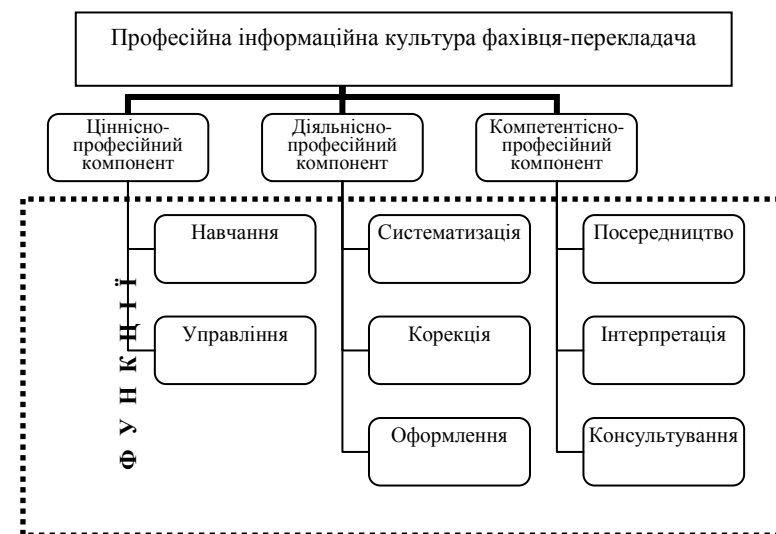 Професійна інформаційна культура фахівця-перекладача
Ціннісно-
професійний
компонент
Діяльнісно-
професійний
компонент
Компетентісно-
професійний
компонент
Навчання
Систематизація
Посередництво
Управління
Корекція
Інтерпретація
Оформлення
Консультування
Ф У Н К Ц І Ї